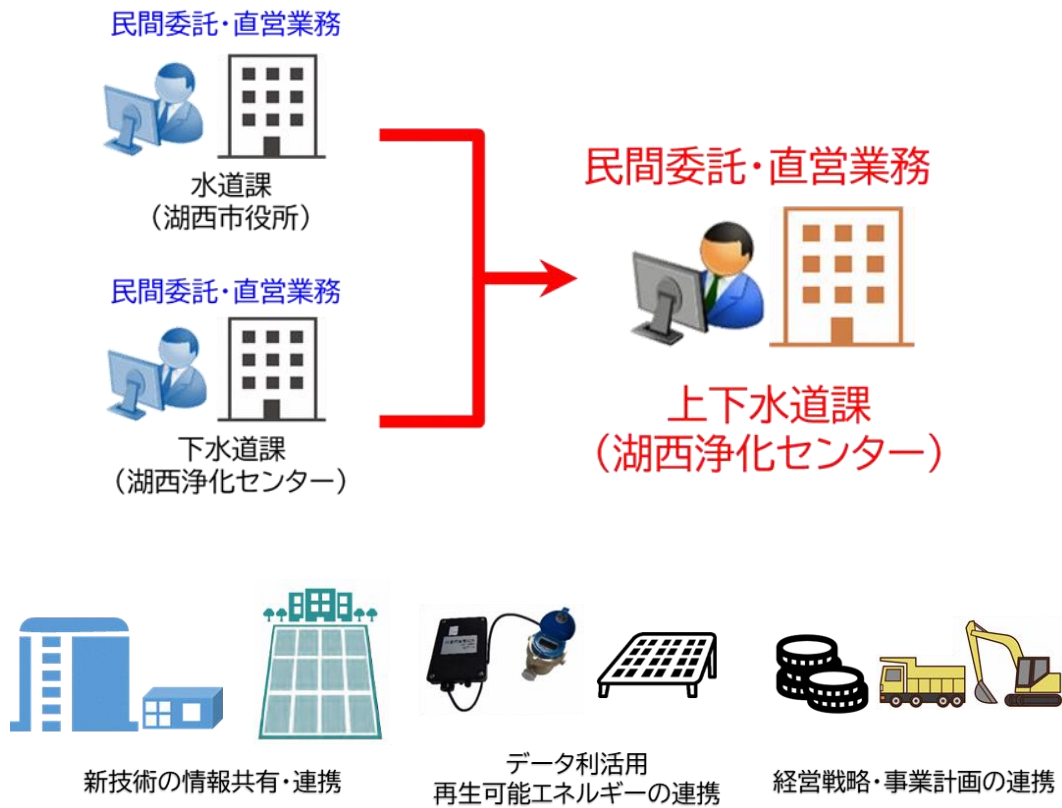 民間委託・直営業務
水道課
（湖西市役所）
民間委託・直営業務
下水道課
（湖西浄化センター）
民間委託・直営業務
上下水道課
（湖西浄化センター）
新技術の情報共有・連携
データ利活用
再生可能エネルギーの連携
経営戦略・事業計画の連携